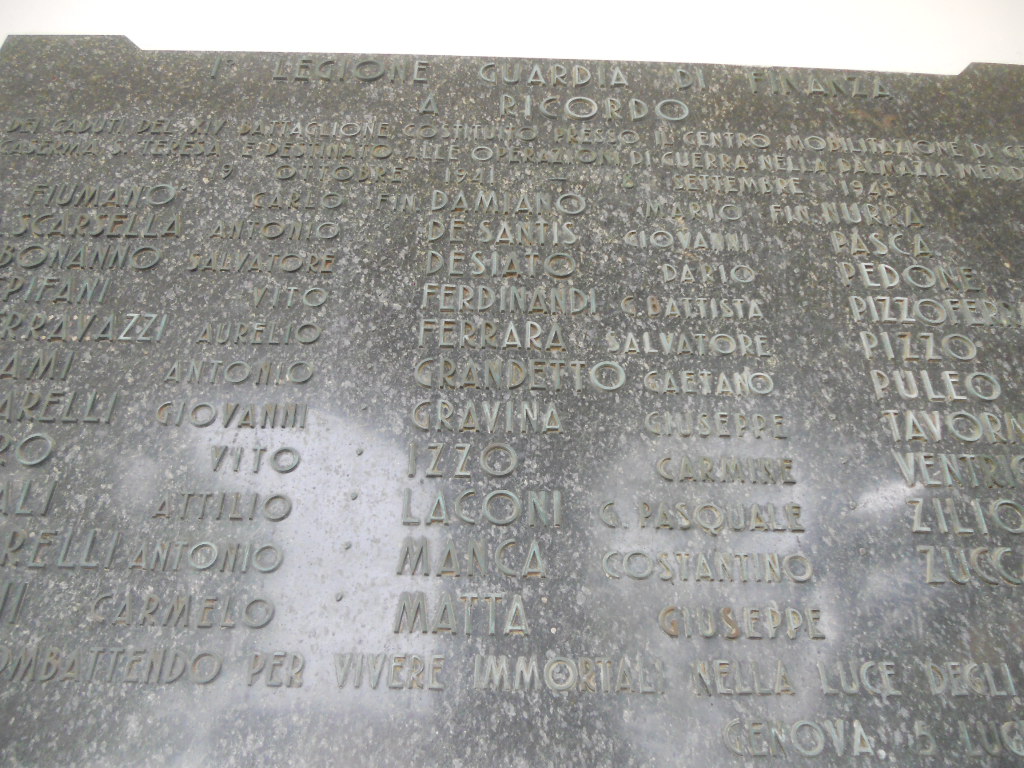 1° LEGIONE GUARDIA DI FINANZA
A RICORDO
DEI CADUTI DEL XIV BATTAGLIONE COSTITUITO PRESSO IL CENTRO MOBILITAZIONE DI
CASERMA S. TERESA E DESTINATO ALLE OPERAZIONI DI GUERRA NELLA DALMAZIA
9 OTTOBRE 1941 - 8 SETTEMBRE 1943
FIUMANO CARLO FIN. DAMIANO MARIO FIN. NURRA
SCARSELLA ANTONIO DE SANTIS GIOVANNI PASCA
BONANNO SALVATORE DESIATO DARIO PEDONE
EPIFANI VITO FERDINANDI G. BATTISTA
AURELIO FERRARA SALVATORE PIZZO
ANTONIO GRANDETTO GAETANO PULEO
GIOVANNI GRAVINA GIUSEPPE
VITO IZZO CARMINE
ATTILIO LACONI G. PASQUALE
ANTONIO MANCA COSTANTINO
CARMELO MATTA GIUSEPPE
PER VIVERE IMMORTALI NELLA LUCE DEGLI
GENOVA 5